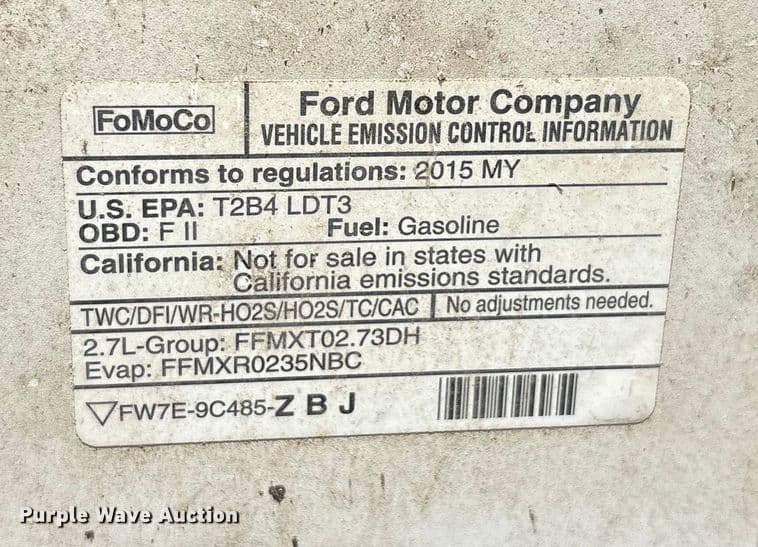 FoMoCo
Ford Motor Company
VEHICLE EMISSION CONTROL INFORMATION
Conforms to regulations: 2015 MY
U.S. EPA: T2B4 LDT3
OBD: F II Fuel: Gasoline
California: Not for sale in states with
California emissions standards.
TWC/DFI/WR-HO2S/HO2S/TC/CAC No adjustments needed.
2.7L-Group: FFMXT02.73DH
Evap: FFMXR0235NBC
▽FW7E-9C485-Z B J
Purple Wave Auction